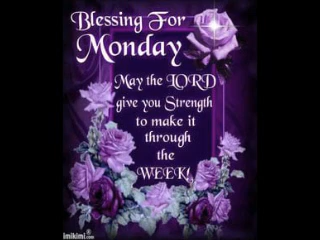 Blessing For
Monday
May the LORD
give you Strength
to make it
through
the
WEEK!
imikimi.com